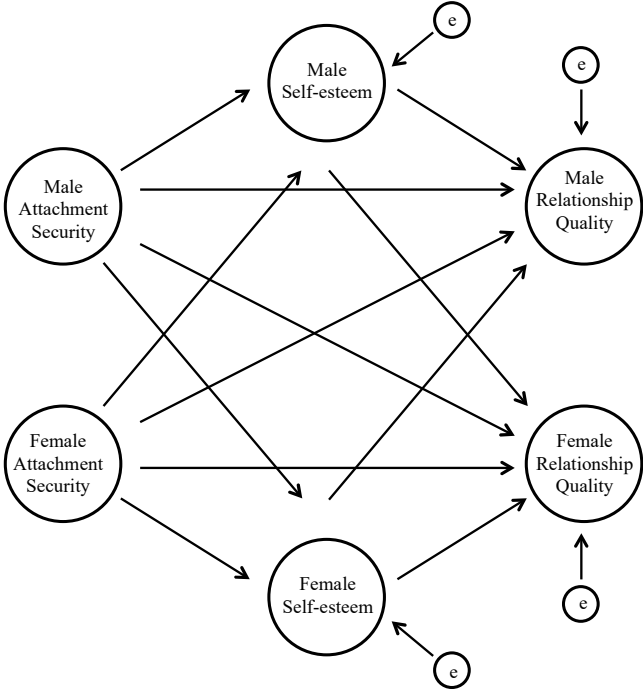 e
Male
Self-esteem
e
Male
Attachment
Security
Male
Relationship
Quality
Female
Attachment
Security
Female
Relationship
Quality
Female
Self-esteem
e
e